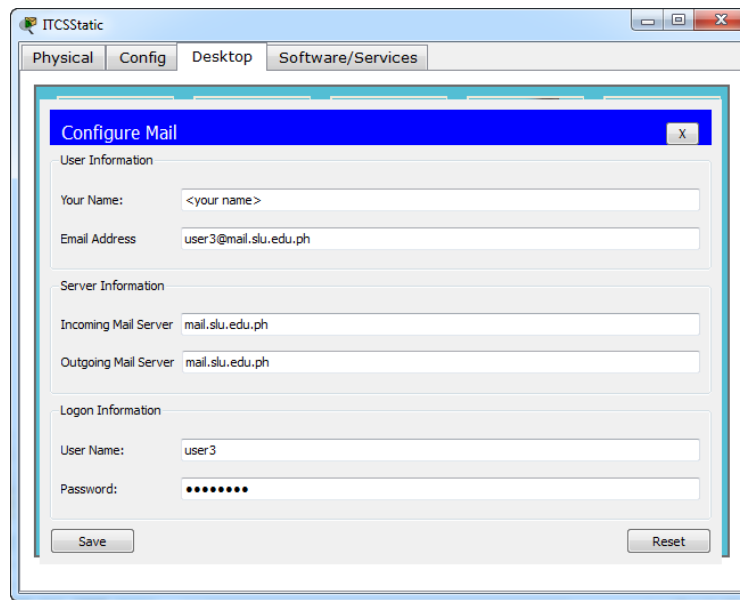 ITCSStatic
Physical Config Desktop Software/Services
Configure Mail X
User Information
Your Name: <your name>
Email Address user3@mail.slu.edu.ph
Server Information
Incoming Mail Server mail.slu.edu.ph
Outgoing Mail Server mail.slu.edu.ph
Logon Information
User Name: user3
Password: ••••••••
Save Reset